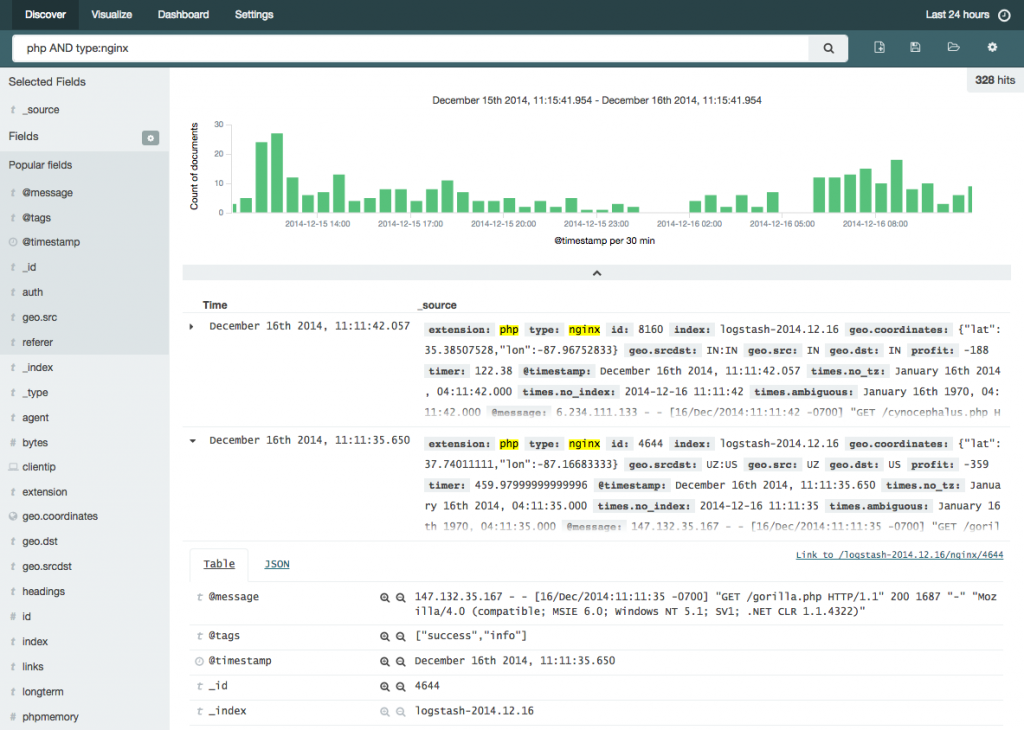 Discover Visualize Dashboard Settings Last 24 hours
php AND type:nginx
328 hits
Selected Fields
t _source
Fields
Popular fields
t @message
t @tags
@timestamp
t _id
t auth
t geo.src
t referer
t _index
t _type
t agent
# bytes
clientip
t extension
geo.coordinates
t geo.dst
t geo.srcdst
t headings
# id
t index
t links
t longterm
# phpmemory
December 15th 2014, 11:15:41.954 - December 16th 2014, 11:15:41.954
Count of documents
30
20
10
0
2014-12-15 14:00 2014-12-15 17:00 2014-12-15 20:00 2014-12-15 23:00 2014-12-16 02:00 2014-12-16 05:00 2014-12-16 08:00
@timestamp per 30 min
Time _source
December 16th 2014, 11:11:42.057
extension: php type: nginx id: 8160 index: logstash-2014.12.16 geo.coordinates: {"lat":
35.38507528,"lon":-87.96752833} geo.srcdst: IN:IN geo.src: IN geo.dst: IN profit: -188
timer: 122.38 @timestamp: December 16th 2014, 11:11:42.057 times.no_tz: January 16th 2014
, 04:11:42.000 times.no_index: 2014-12-16 11:11:42 times.ambiguous: January 16th 1970, 04:
11:42.000 @message: 6.234.111.133 - - [16/Dec/2014:11:11:42 -0700] "GET /cynocephalus.php H
December 16th 2014, 11:11:35.650
extension: php type: nginx id: 4644 index: logstash-2014.12.16 geo.coordinates: {"lat":
37.74011111,"lon":-87.16683333} geo.srcdst: UZ:US geo.src: UZ geo.dst: US profit: -359
timer: 459.97999999999996 @timestamp: December 16th 2014, 11:11:35.650 times.no_tz: Janua
ry 16th 2014, 04:11:35.000 times.no_index: 2014-12-16 11:11:35 times.ambiguous: January 16
th 1970, 04:11:35.000 @message: 147.132.35.167 - - [16/Dec/2014:11:11:35 -0700] "GET /goril
Table JSON Link to /logstash-2014.12.16/nginx/4644
t @message 147.132.35.167 - - [16/Dec/2014:11:11:35 -0700] "GET /gorilla.php HTTP/1.1" 200 1687 "-" "Moz
illa/4.0 (compatible; MSIE 6.0; Windows NT 5.1; SV1; .NET CLR 1.1.4322)"
t @tags ["success","info"]
@timestamp December 16th 2014, 11:11:35.650
t _id 4644
t _index logstash-2014.12.16